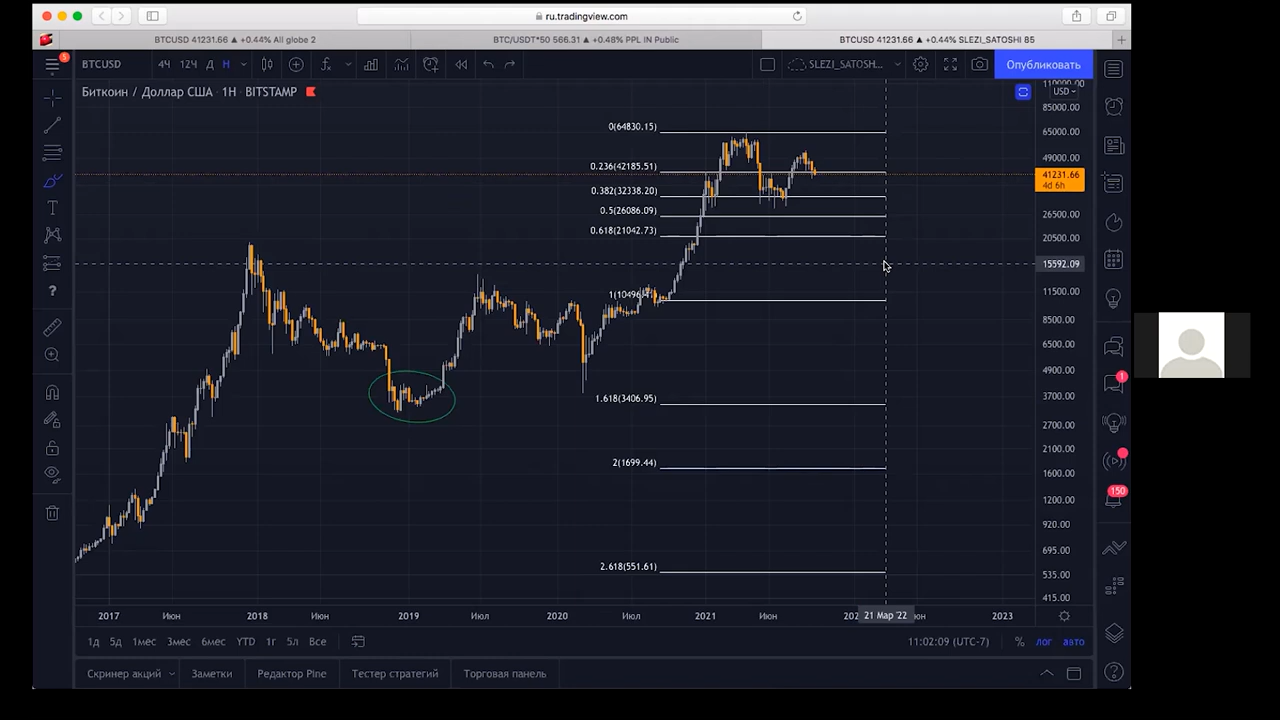 ru.tradingview.com
BTCUSD 41231.66 ▲ +0.44% All globe 2
BTC/USDT*50 566.31 ▲ +0.48% PPL IN Public
BTCUSD 41231.66 ▲ +0.44% SLEZI_SATOSHI 85
5
BTCUSD
4Ч
12Ч
Д
Н
SLEZI_SATOSH...
Опубликовать
Биткоин / Доллар США · 1Н · BITSTAMP
USD
110000.00
85000.00
65000.00
49000.00
41231.66
4d 6h
26500.00
20500.00
15592.09
11500.00
8500.00
6500.00
4900.00
3700.00
2700.00
2100.00
1600.00
1200.00
920.00
695.00
535.00
415.00
0(64830.15)
0.236(42185.51)
0.382(32338.20)
0.5(26086.09)
0.618(21042.73)
1.618(3406.95)
2(1699.44)
2.618(551.61)
1
150
2017
Июн
2018
Июн
2019
Июл
2020
Июл
2021
Июн
21 Мар '22
2023
1д
5д
1мес
3мес
6мес
YTD
1г
5л
Все
11:02:09 (UTC-7)
%
лог
авто
Скринер акций
Заметки
Редактор Pine
Тестер стратегий
Торговая панель